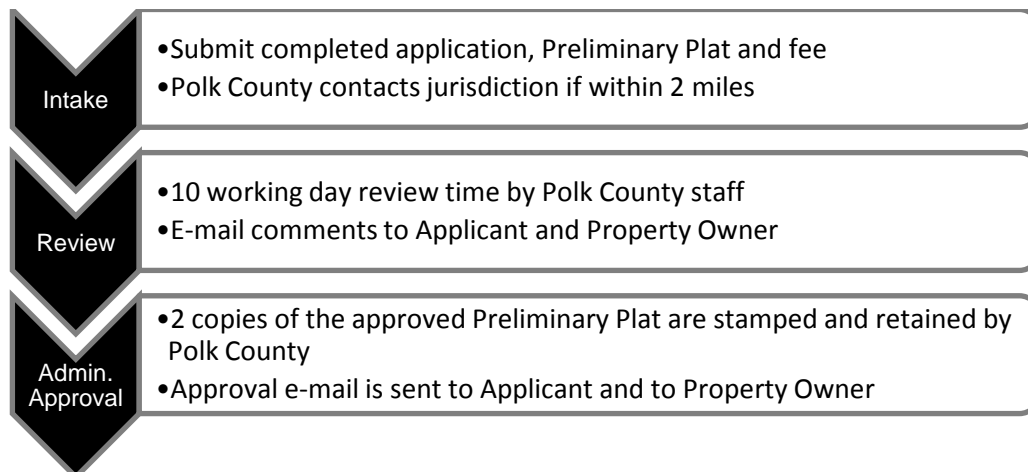 Intake
•Submit completed application, Preliminary Plat and fee
•Polk County contacts jurisdiction if within 2 miles
Review
•10 working day review time by Polk County staff
•E-mail comments to Applicant and Property Owner
Admin.
Approval
•2 copies of the approved Preliminary Plat are stamped and retained by
Polk County
•Approval e-mail is sent to Applicant and to Property Owner